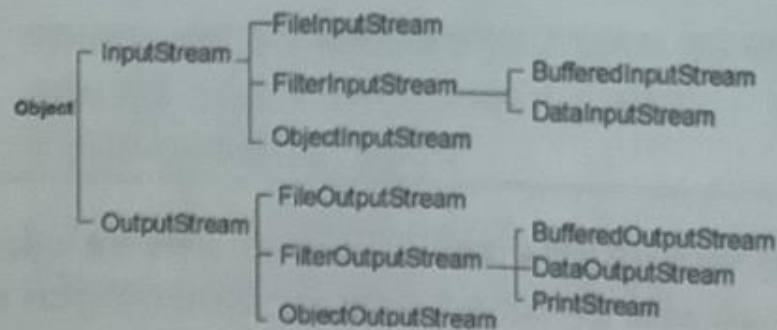 FileInputStream
InputStream
FilterInputStream
BufferedInputStream
DataInputStream
Object
ObjectInputStream
FileOutputStream
OutputStream
FilterOutputStream
BufferedOutputStream
DataOutputStream
PrintStream
ObjectOutputStream